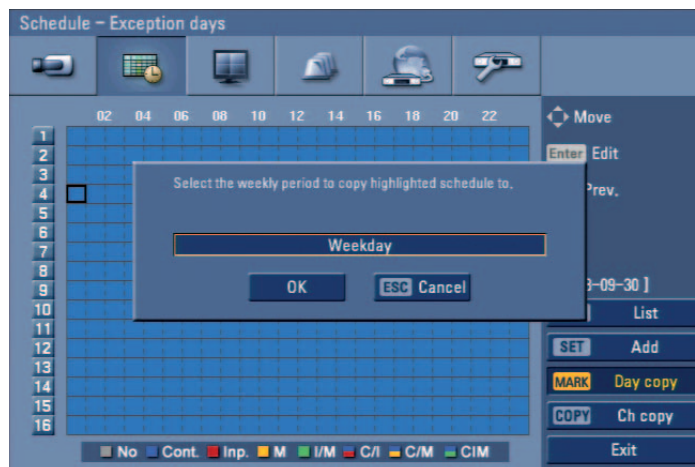 Schedule – Exception days
02 04 06 08 10 12 14 16 18 20 22
1
2
3
4
5
6
7
8
9
10
11
12
13
14
15
16
Select the weekly period to copy highlighted schedule to.
Weekday
OK
ESC Cancel
Move
Enter Edit
Prev.
-09-30 ]
List
SET Add
MARK Day copy
COPY Ch copy
Exit
No Cont. Inp. M I/M C/I C/M CIM